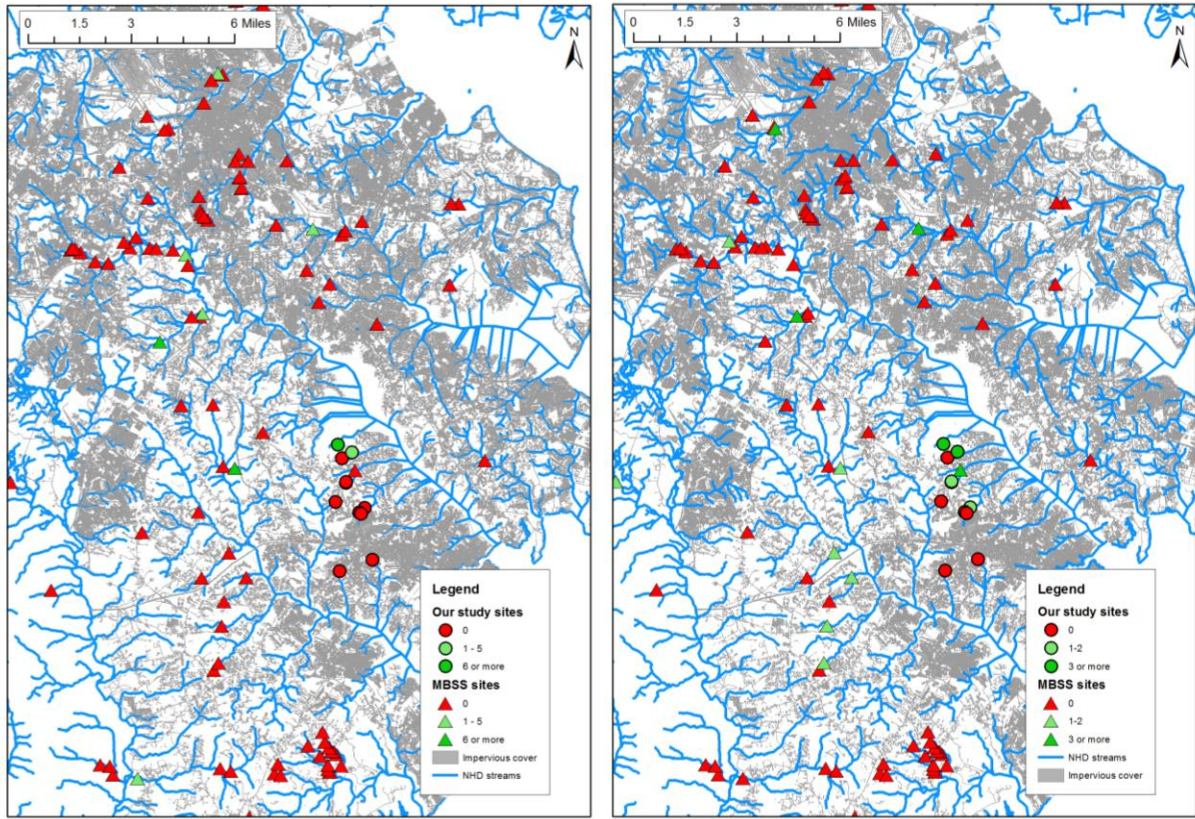 0 1.5 3 6 Miles
N
Legend
Our study sites
0
1 - 5
6 or more
MBSS sites
0
1 - 5
6 or more
Impervious cover
NHD streams
0 1.5 3 6 Miles
N
Legend
Our study sites
0
1-2
3 or more
MBSS sites
0
1-2
3 or more
NHD streams
Impervious cover